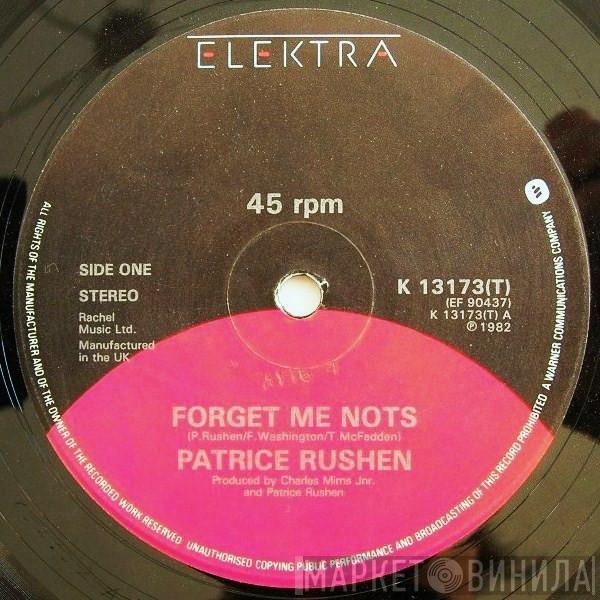 ELEKTRA
45 rpm
SIDE ONE
STEREO
Rachel
Music Ltd.
Manufactured
in the UK
K 13173(T)
(EF 90437)
K 13173(T) A
℗ 1982
FORGET ME NOTS
(P.Rushen/F.Washington/T.McFadden)
PATRICE RUSHEN
Produced by Charles Mims Jnr.
and Patrice Rushen
ALL RIGHTS OF THE MANUFACTURER AND OF THE OWNER OF THE RECORDED WORK RESERVED UNAUTHORISED COPYING PUBLIC PERFORMANCE AND BROADCASTING OF THIS RECORD PROHIBITED A WARNER COMMUNICATIONS COMPANY
МАРКЕТ ВИНИЛА